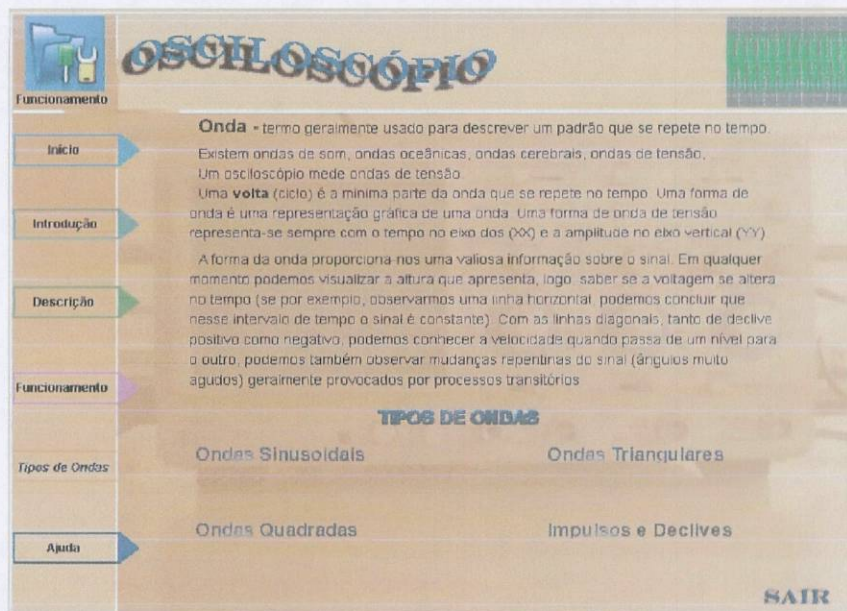 OSCILOSCÓPIO
Funcionamento
Início
Introdução
Descrição
Funcionamento
Tipos de Ondas
Ajuda
Onda - termo geralmente usado para descrever um padrão que se repete no tempo.
Existem ondas de som, ondas oceânicas, ondas cerebrais, ondas de tensão,
Um osciloscópio mede ondas de tensão.
Uma volta (ciclo) é a mínima parte da onda que se repete no tempo. Uma forma de
onda é uma representação gráfica de uma onda. Uma forma de onda de tensão
representa-se sempre com o tempo no eixo dos (XX) e a amplitude no eixo vertical (YY)
A forma da onda proporciona-nos uma valiosa informação sobre o sinal. Em qualquer
momento podemos visualizar a altura que apresenta, logo saber se a voltagem se altera
no tempo (se por exemplo, observarmos uma linha horizontal, podemos concluir que
nesse intervalo de tempo o sinal é constante). Com as linhas diagonais, tanto de declive
positivo como negativo, podemos conhecer a velocidade quando passa de um nível para
o outro, podemos também observar mudanças repentinas do sinal (ângulos muito
agudos) geralmente provocados por processos transitórios
TIPOS DE ONDAS
Ondas Sinusoidais
Ondas Triangulares
Ondas Quadradas
Impulsos e Declives
SAIR